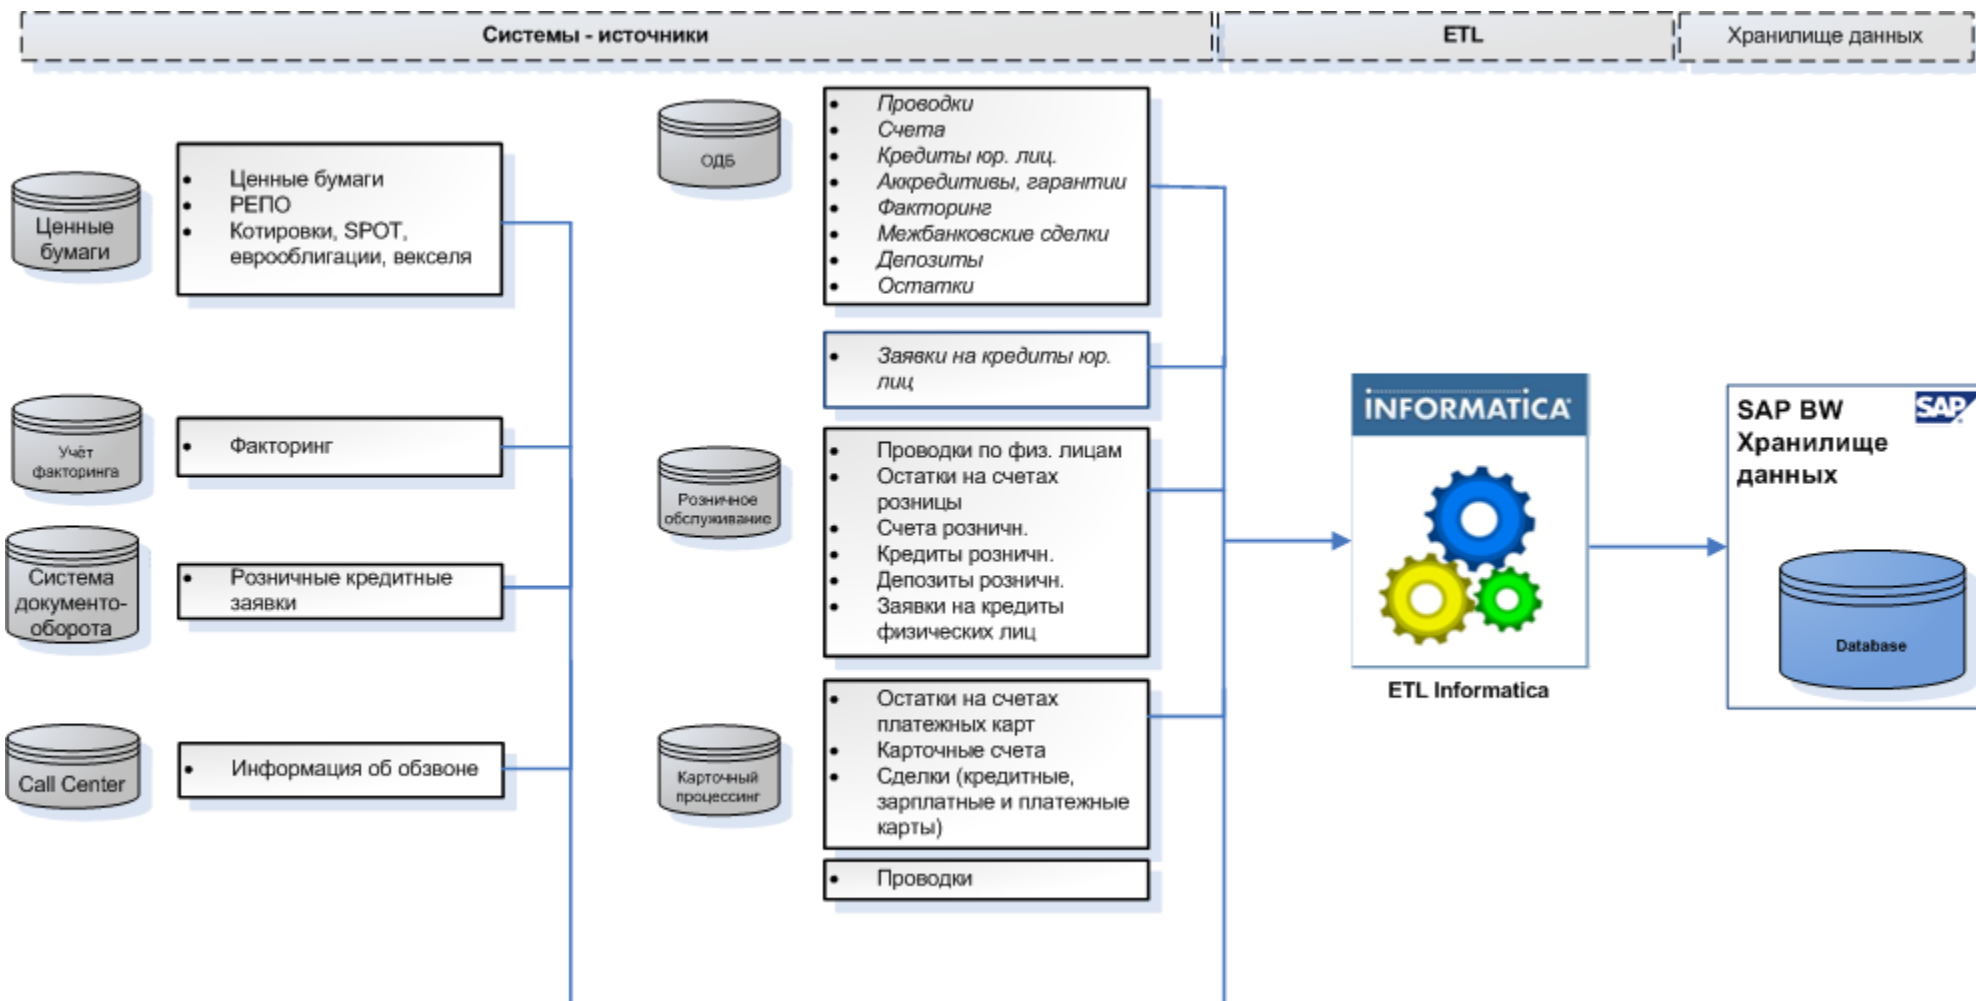 Системы - источники
ETL
Хранилище данных
Ценные
бумаги
Ценные бумаги
РЕПО
Котировки, SPOT,
еврооблигации, векселя
Учёт
факторинга
Факторинг
Система
документо-
оборота
Розничные кредитные
заявки
Call Center
Информация об обзвоне
ОДБ
Проводки
Счета
Кредиты юр. лиц.
Аккредитивы, гарантии
Факторинг
Межбанковские сделки
Депозиты
Остатки
Заявки на кредиты юр.
лиц
Розничное
обслуживание
Проводки по физ. лицам
Остатки на счетах
розницы
Счета розничн.
Кредиты розничн.
Депозиты розничн.
Заявки на кредиты
физических лиц
Карточный
процессинг
Остатки на счетах
платежных карт
Карточные счета
Сделки (кредитные,
зарплатные и платежные
карты)
Проводки
INFORMATICA
ETL Informatica
SAP BW
Хранилище
данных
SAP
Database